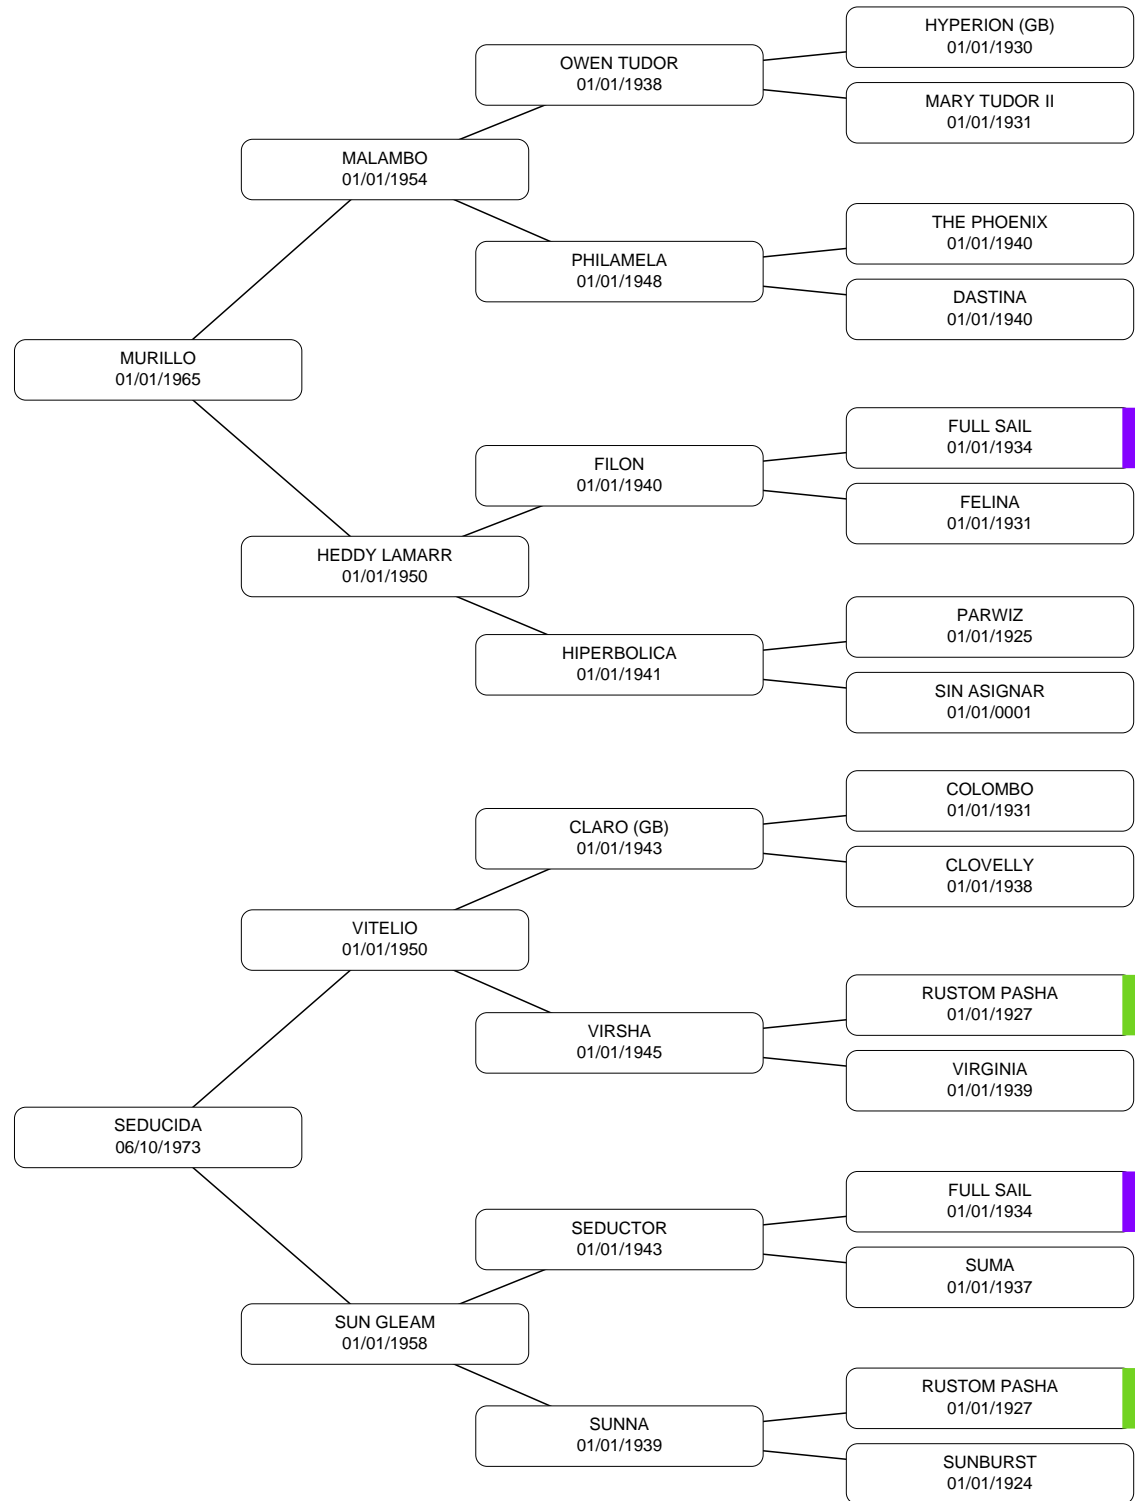 HYPERION (GB)
01/01/1930
OWEN TUDOR
01/01/1938
MARY TUDOR II
01/01/1931
MALAMBO
01/01/1954
THE PHOENIX
01/01/1940
PHILAMELA
01/01/1948
DASTINA
01/01/1940
MURILLO
01/01/1965
FULL SAIL
01/01/1934
FILON
01/01/1940
FELINA
01/01/1931
HEDDY LAMARR
01/01/1950
PARWIZ
01/01/1925
HIPERBOLICA
01/01/1941
SIN ASIGNAR
01/01/0001
COLOMBO
01/01/1931
CLARO (GB)
01/01/1943
CLOVELLY
01/01/1938
VITELIO
01/01/1950
RUSTOM PASHA
01/01/1927
VIRSHA
01/01/1945
VIRGINIA
01/01/1939
SEDUCIDA
06/10/1973
FULL SAIL
01/01/1934
SEDUCTOR
01/01/1943
SUMA
01/01/1937
SUN GLEAM
01/01/1958
RUSTOM PASHA
01/01/1927
SUNNA
01/01/1939
SUNBURST
01/01/1924